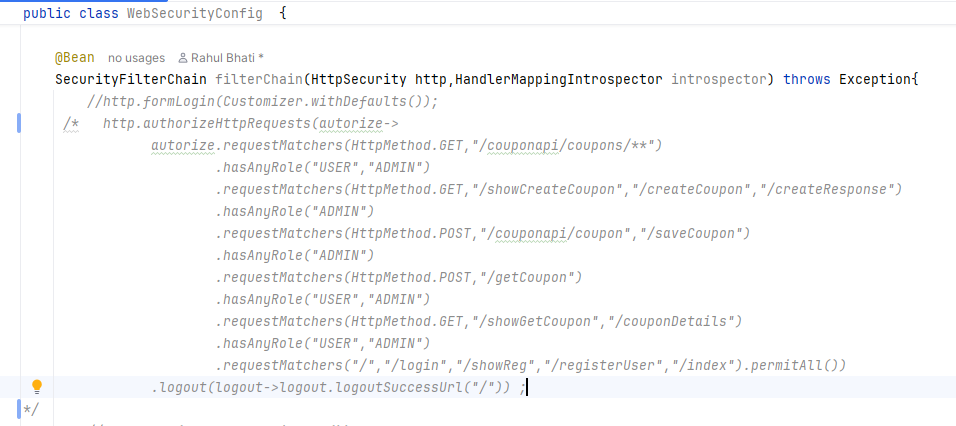 public class WebSecurityConfig {
@Bean no usages Rahul Bhati *
SecurityFilterChain filterChain(HttpSecurity http,HandlerMappingIntrospector introspector) throws Exception{
//http.formLogin(Customizer.withDefaults());
/* http.authorizeHttpRequests(autorize->
autorize.requestMatchers(HttpMethod.GET,"/couponapi/coupons/**")
.hasAnyRole("USER","ADMIN")
.requestMatchers(HttpMethod.GET,"/showCreateCoupon","/createCoupon","/createResponse")
.hasAnyRole("ADMIN")
.requestMatchers(HttpMethod.POST,"/couponapi/coupon","/saveCoupon")
.hasAnyRole("ADMIN")
.requestMatchers(HttpMethod.POST,"/getCoupon")
.hasAnyRole("USER","ADMIN")
.requestMatchers(HttpMethod.GET,"/showGetCoupon","/couponDetails")
.hasAnyRole("USER","ADMIN")
.requestMatchers("/","/login","/showReg","/registerUser","/index").permitAll())
.logout(logout->logout.logoutSuccessUrl("/")) ;
*/